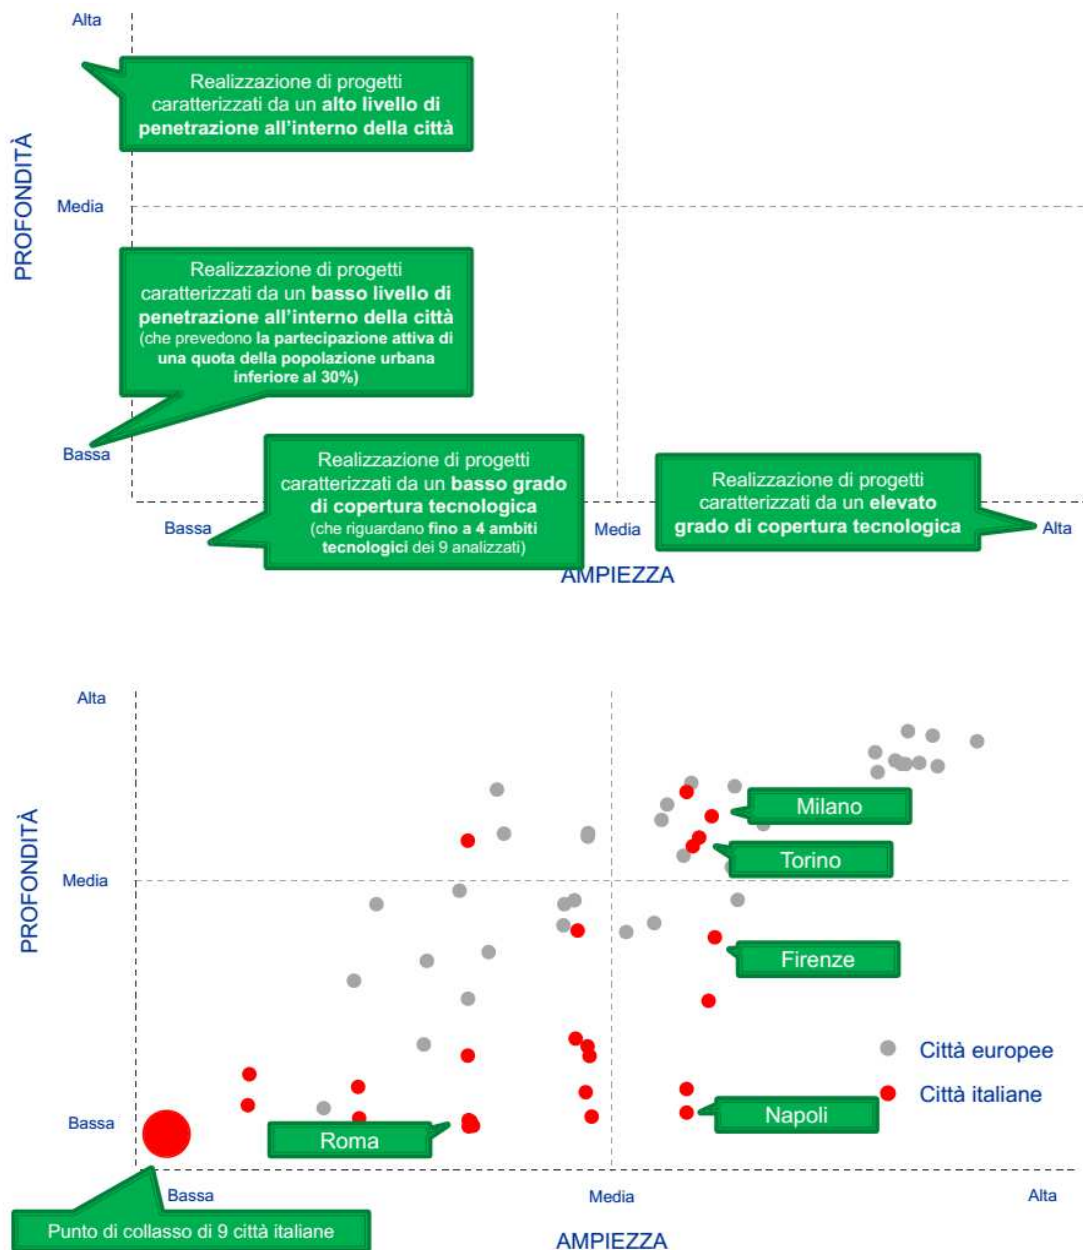 Alta
Realizzazione di progetti
caratterizzati da un alto livello di
penetrazione all'interno della città
PROFONDITÀ
Media
Realizzazione di progetti
caratterizzati da un basso livello di
penetrazione all'interno della città
(che prevedono la partecipazione attiva di
una quota della popolazione urbana
inferiore al 30%)
Bassa
Realizzazione di progetti
caratterizzati da un basso grado
di copertura tecnologica
(che riguardano fino a 4 ambiti
tecnologici dei 9 analizzati)
Realizzazione di progetti
caratterizzati da un elevato
grado di copertura tecnologica
Bassa
Media
Alta
AMPIEZZA
Alta
Milano
PROFONDITÀ
Torino
Media
Firenze
Città europee
Città italiane
Bassa
Roma
Napoli
Bassa
Media
Alta
Punto di collasso di 9 città italiane
AMPIEZZA